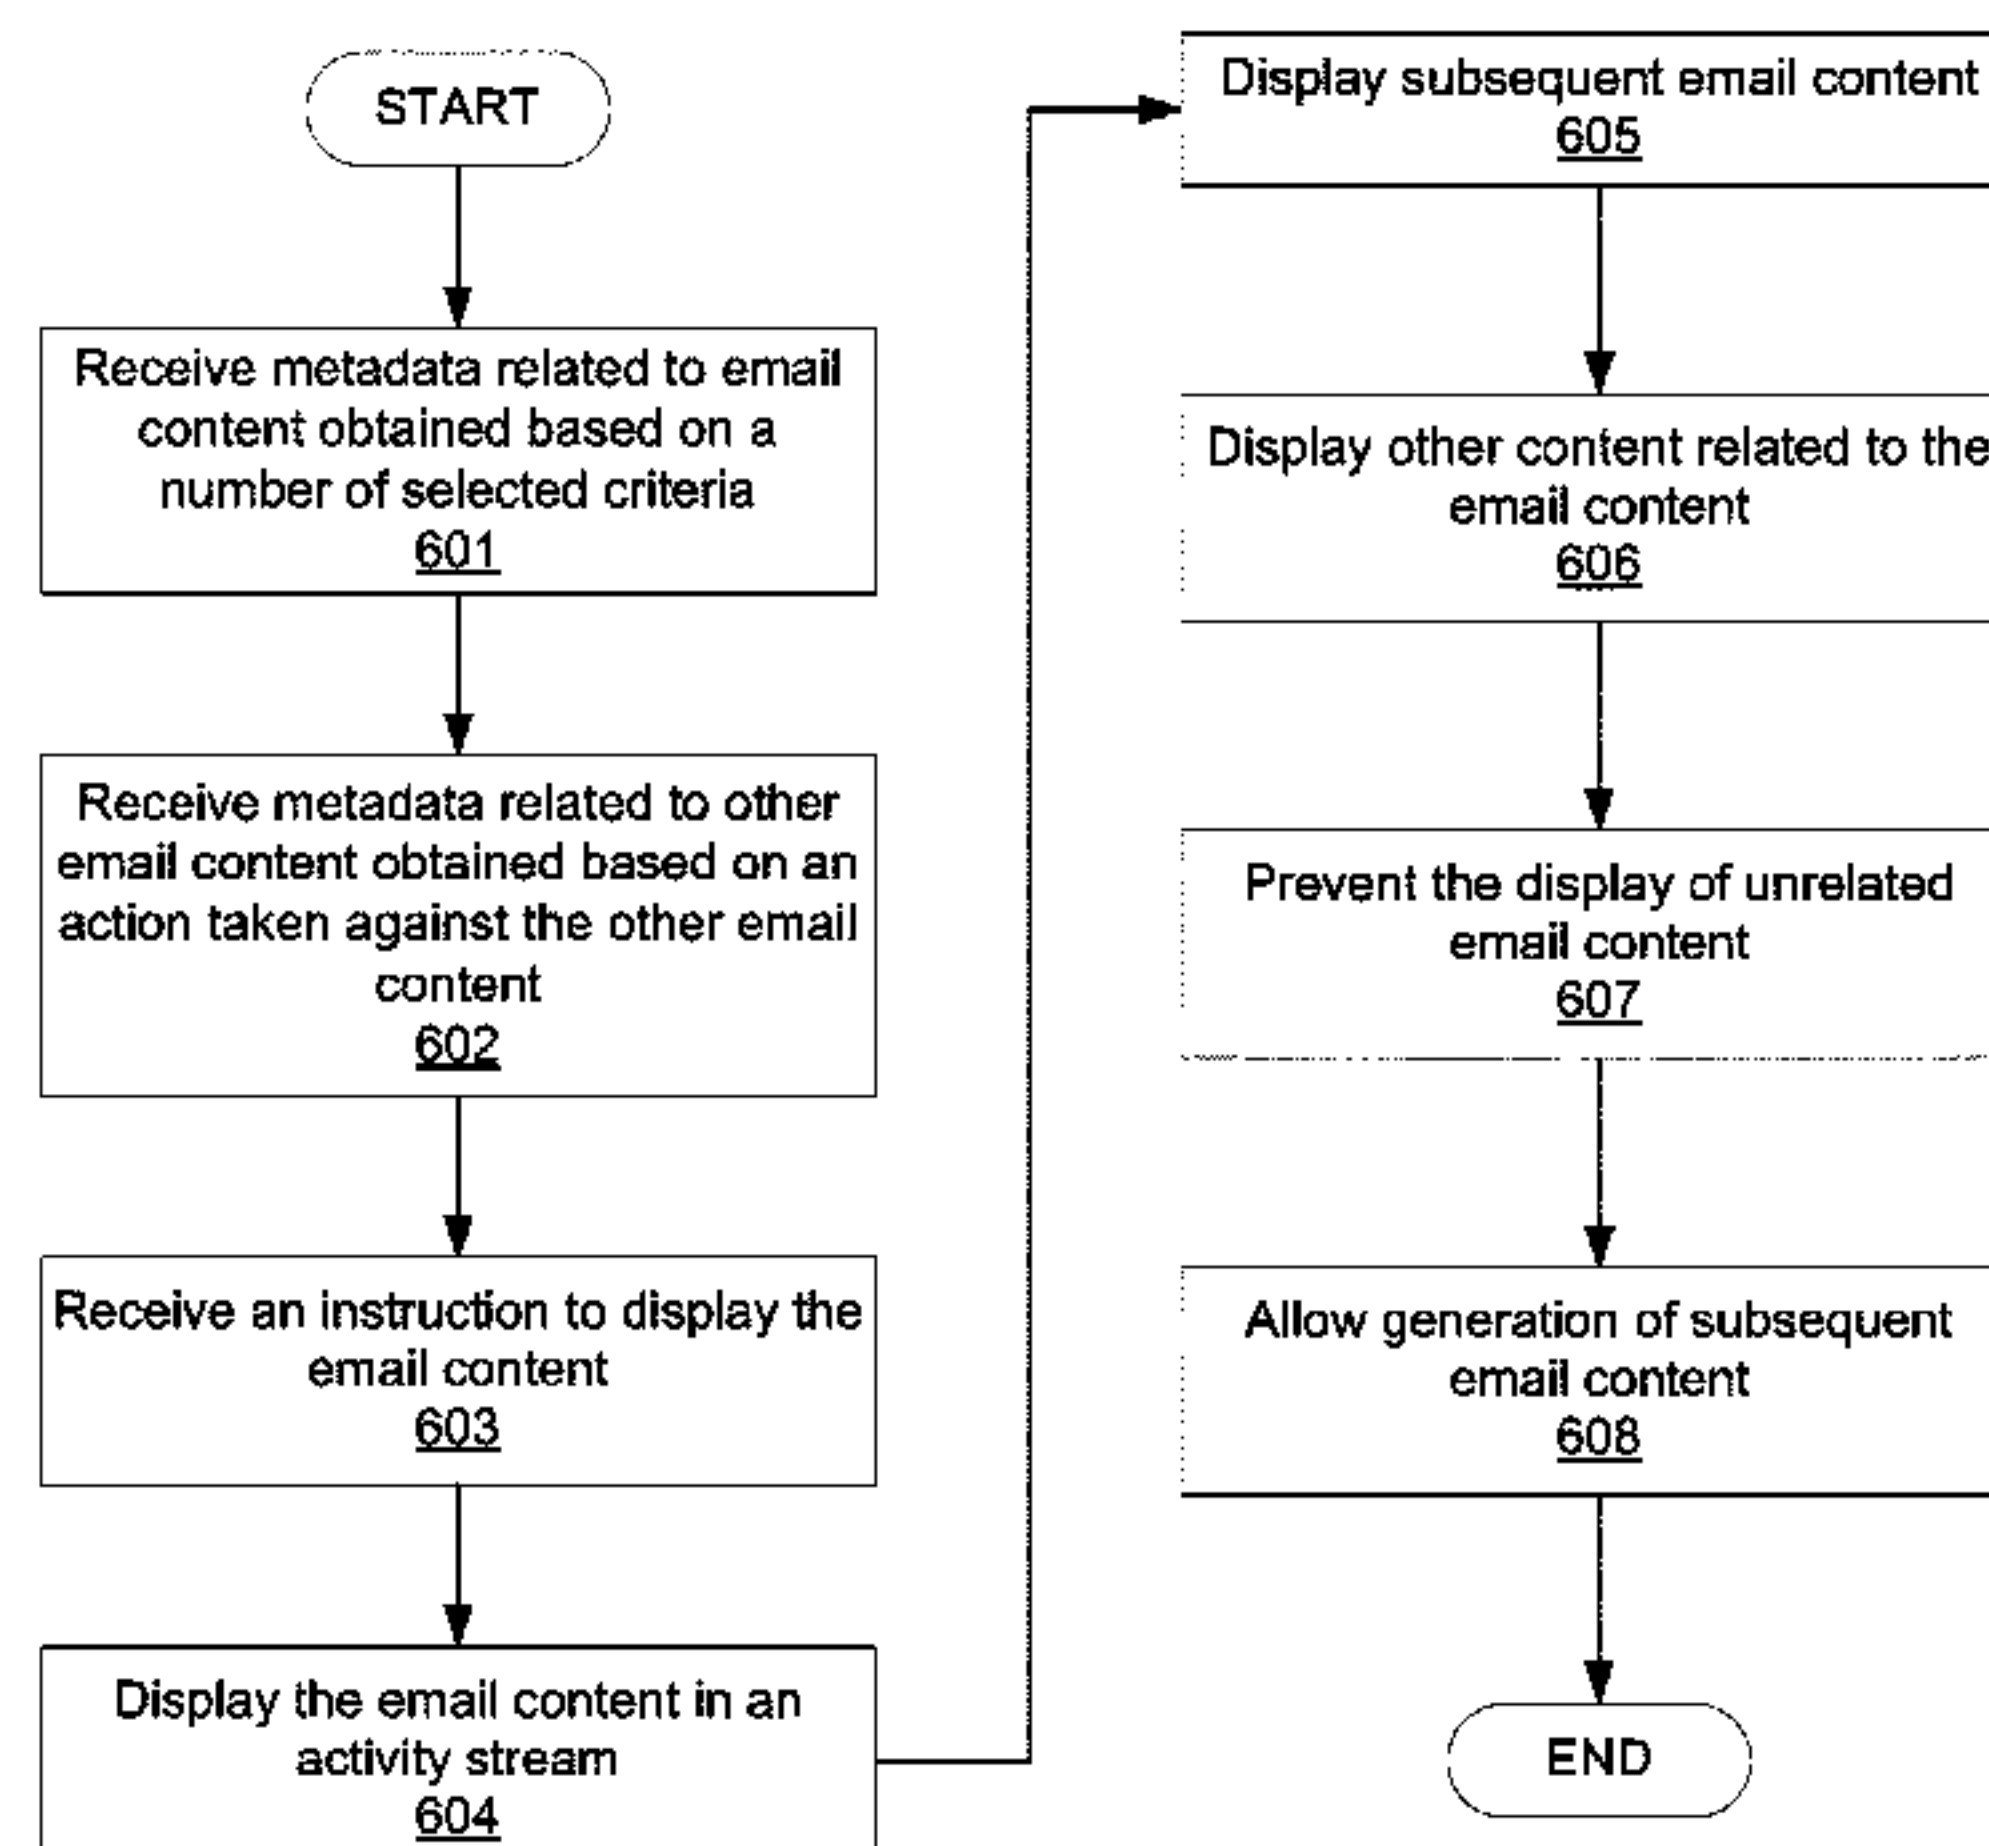 START
Receive metadata related to email
content obtained based on a
number of selected criteria
601
Receive metadata related to other
email content obtained based on an
action taken against the other email
content
602
Receive an instruction to display the
email content
603
Display the email content in an
activity stream
604
Display subsequent email content
605
Display other content related to the
email content
606
Prevent the display of unrelated
email content
607
Allow generation of subsequent
email content
608
END